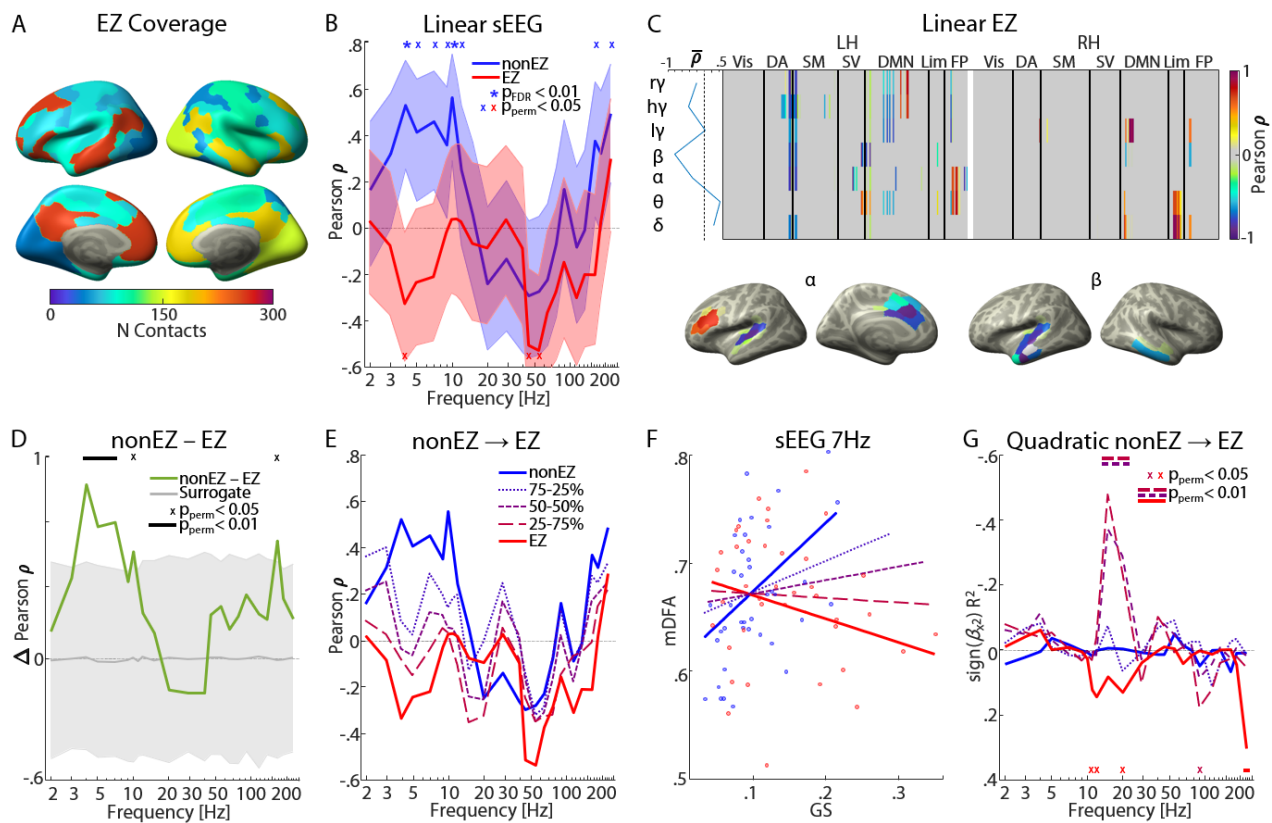 A
EZ Coverage
0
150
300
N Contacts
B
Linear sEEG
.8
.6
.4
.2
0
-.2
-.4
-.6
Pearson ρ
nonEZ
EZ
* pFDR < 0.01
x x pperm < 0.05
2 3 5 10 20 30 50 100 200
Frequency [Hz]
C
Linear EZ
LH
RH
-1 ρ̅ .5
Vis DA SM SV DMN Lim FP
Vis DA SM SV DMN Lim FP
rγ
hγ
lγ
β
α
θ
δ
1
0
-1
Pearson ρ
α
β
D
nonEZ – EZ
1
0
-.6
Δ Pearson ρ
nonEZ – EZ
Surrogate
x pperm < 0.05
pperm < 0.01
2 3 5 10 20 30 50 100 200
Frequency [Hz]
E
nonEZ → EZ
.8
.6
.4
.2
0
-.2
-.4
-.6
Pearson ρ
nonEZ
75-25%
50-50%
25-75%
EZ
2 3 5 10 20 30 50 100 200
Frequency [Hz]
F
sEEG 7Hz
.8
.7
.6
.5
mDFA
.1 .2 .3
GS
G
Quadratic nonEZ → EZ
-.6
-.4
-.2
0
.2
.4
sign(βx2) R²
x x pperm < 0.05
pperm < 0.01
2 3 5 10 20 30 50 100 200
Frequency [Hz]